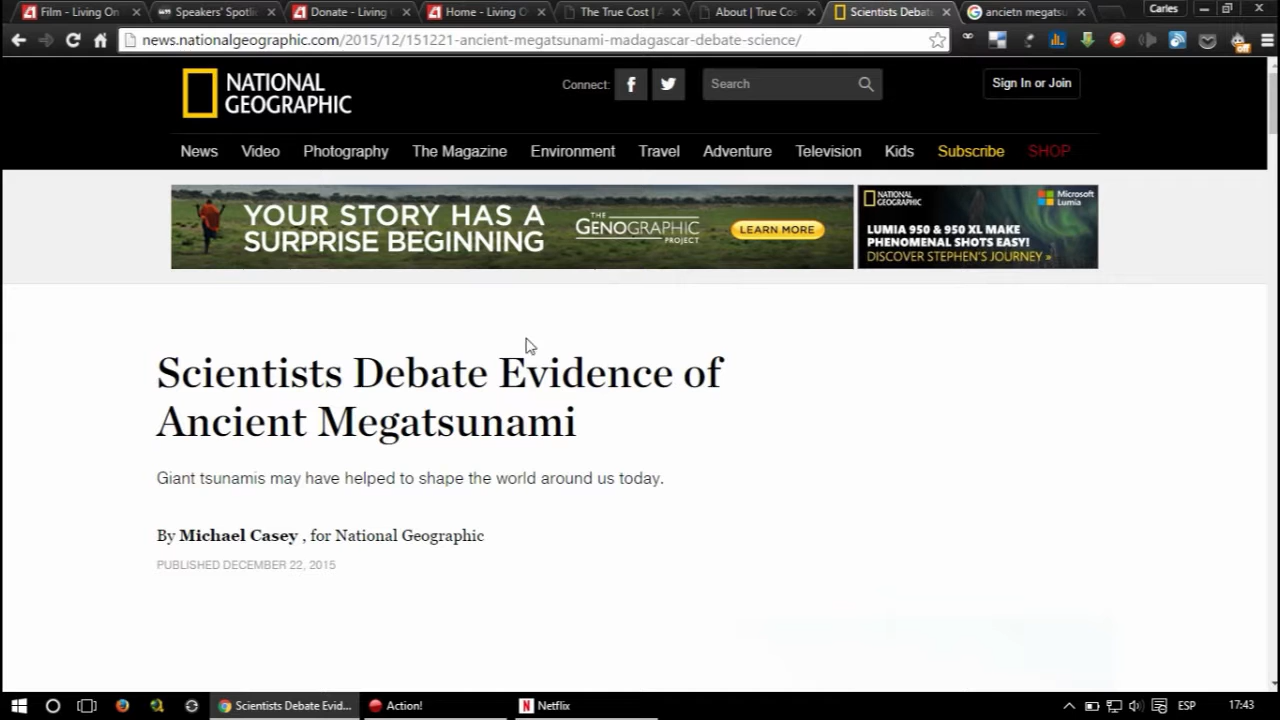 Film - Living On
Speakers' Spotli
Donate - Living
Home - Living O
The True Cost | A
About | True Cos
Scientists Debate
ancietn megatsu
Carles
news.nationalgeographic.com/2015/12/151221-ancient-megatsunami-madagascar-debate-science/
off
NATIONAL
GEOGRAPHIC
Connect:
Search
Sign In or Join
News Video Photography The Magazine Environment Travel Adventure Television Kids Subscribe SHOP
YOUR STORY HAS A
SURPRISE BEGINNING
THE
GENOGRAPHIC
PROJECT
LEARN MORE
NATIONAL
GEOGRAPHIC
Microsoft
Lumia
LUMIA 950 & 950 XL MAKE
PHENOMENAL SHOTS EASY!
DISCOVER STEPHEN'S JOURNEY »
Scientists Debate Evidence of
Ancient Megatsunami
Giant tsunamis may have helped to shape the world around us today.
By Michael Casey , for National Geographic
PUBLISHED DECEMBER 22, 2015
Scientists Debate Evid...
Action!
Netflix
ESP
17:43